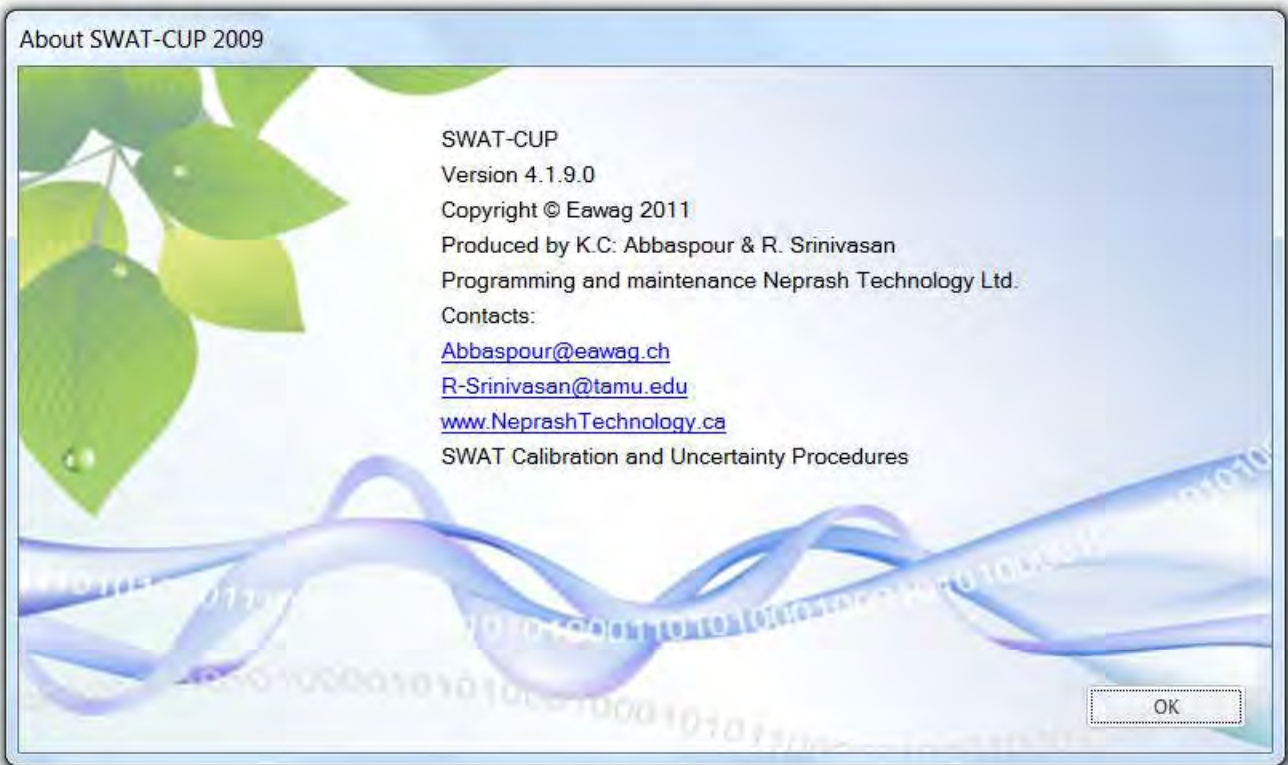 About SWAT-CUP 2009
SWAT-CUP
Version 4.1.9.0
Copyright © Eawag 2011
Produced by K.C: Abbaspour & R. Srinivasan
Programming and maintenance Neprash Technology Ltd.
Contacts:
Abbaspour@eawag.ch
R-Srinivasan@tamu.edu
www.NeprashTechnology.ca
SWAT Calibration and Uncertainty Procedures
OK